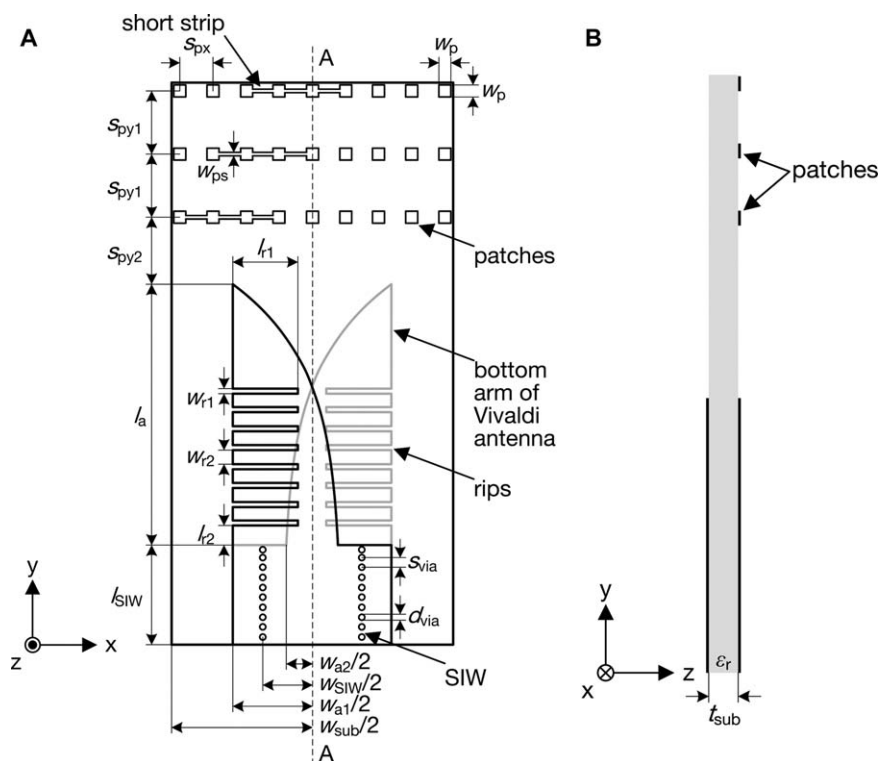 A
short strip
A
B
s_px
w_p
w_p
s_py1
s_py1
w_ps
s_py2
patches
l_r1
patches
bottom
arm of
Vivaldi
antenna
w_r1
l_a
w_r2
rips
l_r2
s_via
l_SIW
d_via
y
z
x
SIW
w_a2/2
w_SIW/2
w_a1/2
w_sub/2
A
y
x
z
ε_r
t_sub